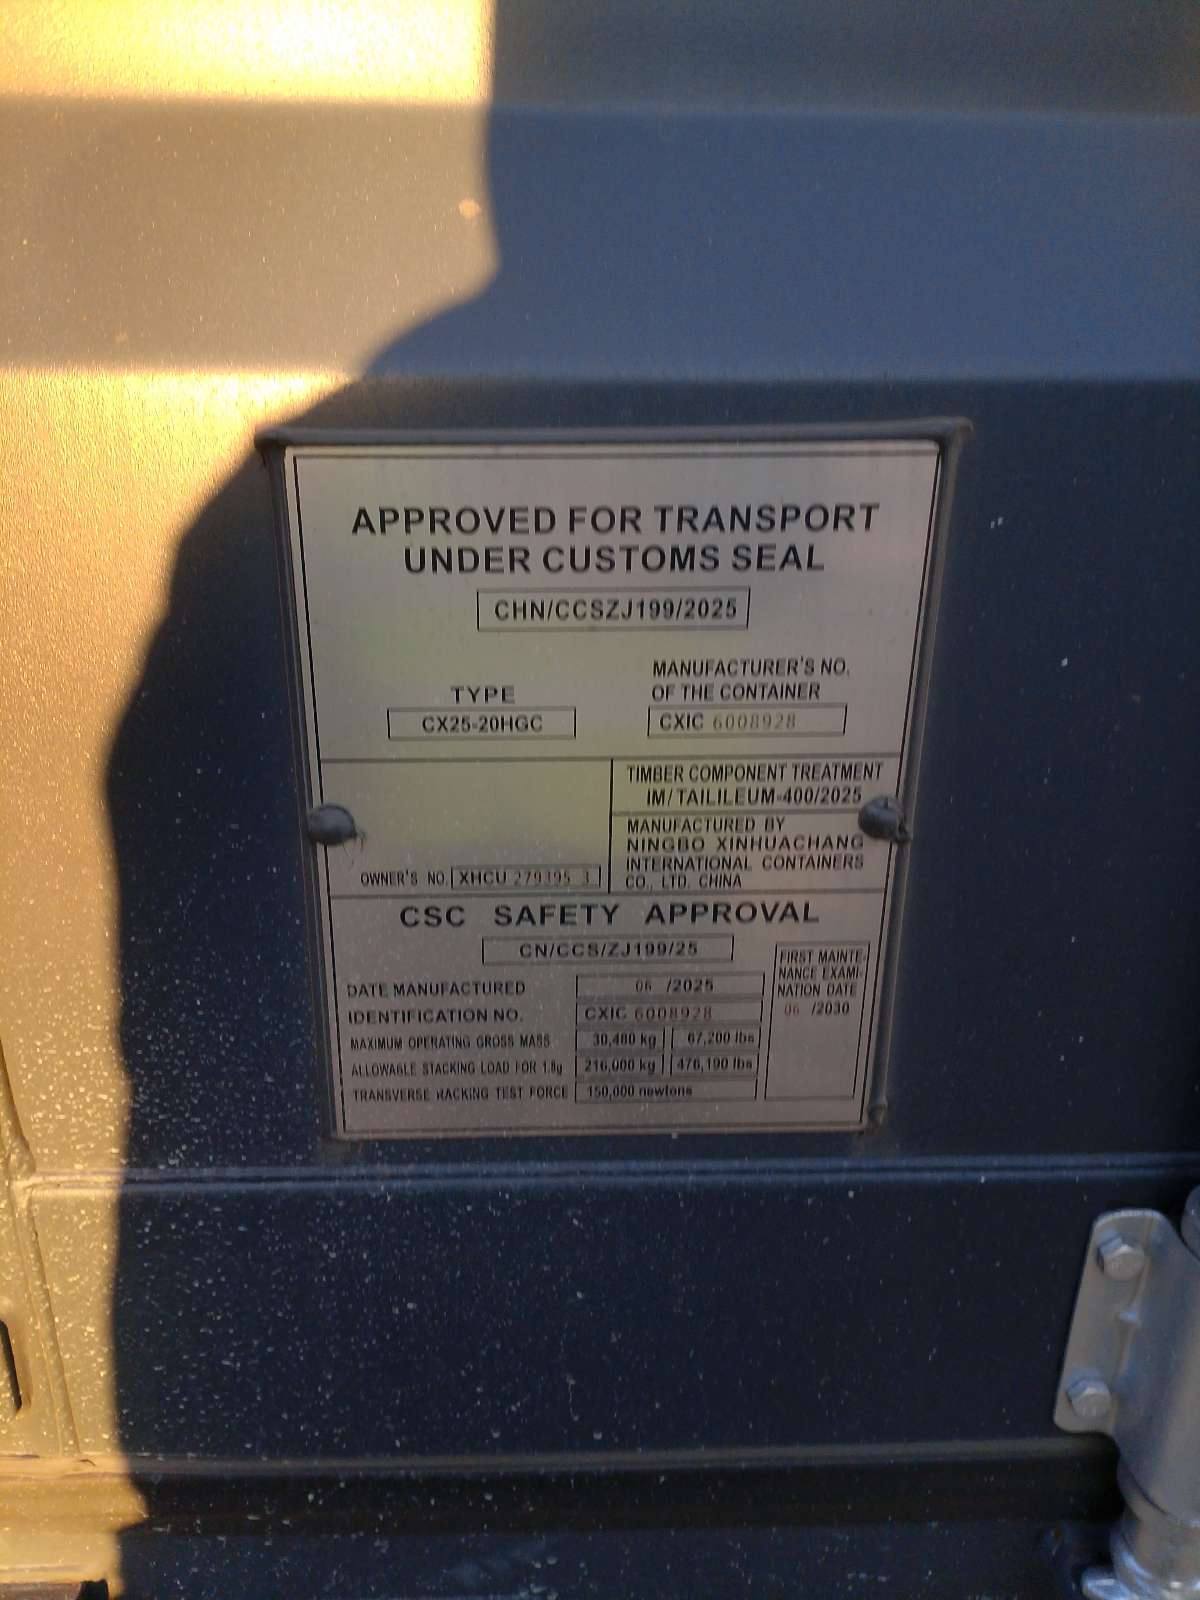 APPROVED FOR TRANSPORT
UNDER CUSTOMS SEAL
CHN/CCSZJ199/2025
TYPE
CX25-20HGC
MANUFACTURER'S NO.
OF THE CONTAINER
CXIC 6008928
TIMBER COMPONENT TREATMENT
IM/TAILILEUM-400/2025
MANUFACTURED BY
NINGBO XINHUACHANG
INTERNATIONAL CONTAINERS
CO., LTD. CHINA
OWNER'S NO. XHCU 279395 3
CSC SAFETY APPROVAL
CN/CCS/ZJ199/25
DATE MANUFACTURED 06 /2025
IDENTIFICATION NO. CXIC 6008928
MAXIMUM OPERATING GROSS MASS 30,480 kg 67,200 lbs
ALLOWABLE STACKING LOAD FOR 1.8g 216,000 kg 476,190 lbs
TRANSVERSE RACKING TEST FORCE 150,000 newtons
FIRST MAINTE-
NANCE EXAMI-
NATION DATE
06 /2030